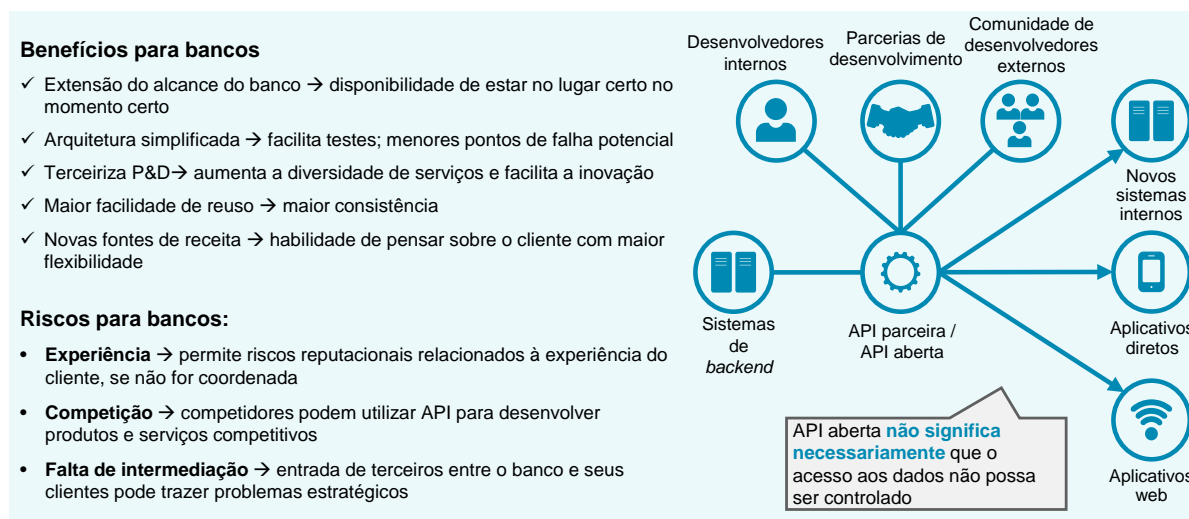 Benefícios para bancos
✓ Extensão do alcance do banco → disponibilidade de estar no lugar certo no
momento certo
✓ Arquitetura simplificada → facilita testes; menores pontos de falha potencial
✓ Terceiriza P&D→ aumenta a diversidade de serviços e facilita a inovação
✓ Maior facilidade de reuso → maior consistência
✓ Novas fontes de receita → habilidade de pensar sobre o cliente com maior
flexibilidade
Riscos para bancos:
• Experiência → permite riscos reputacionais relacionados à experiência do
cliente, se não for coordenada
• Competição → competidores podem utilizar API para desenvolver
produtos e serviços competitivos
• Falta de intermediação → entrada de terceiros entre o banco e seus
clientes pode trazer problemas estratégicos
Desenvolvedores
internos
Parcerias de
desenvolvimento
Comunidade de
desenvolvedores
externos
Novos
sistemas
internos
Sistemas
de
backend
API parceira /
API aberta
Aplicativos
diretos
API aberta não significa
necessariamente que o
acesso aos dados não possa
ser controlado
Aplicativos
web